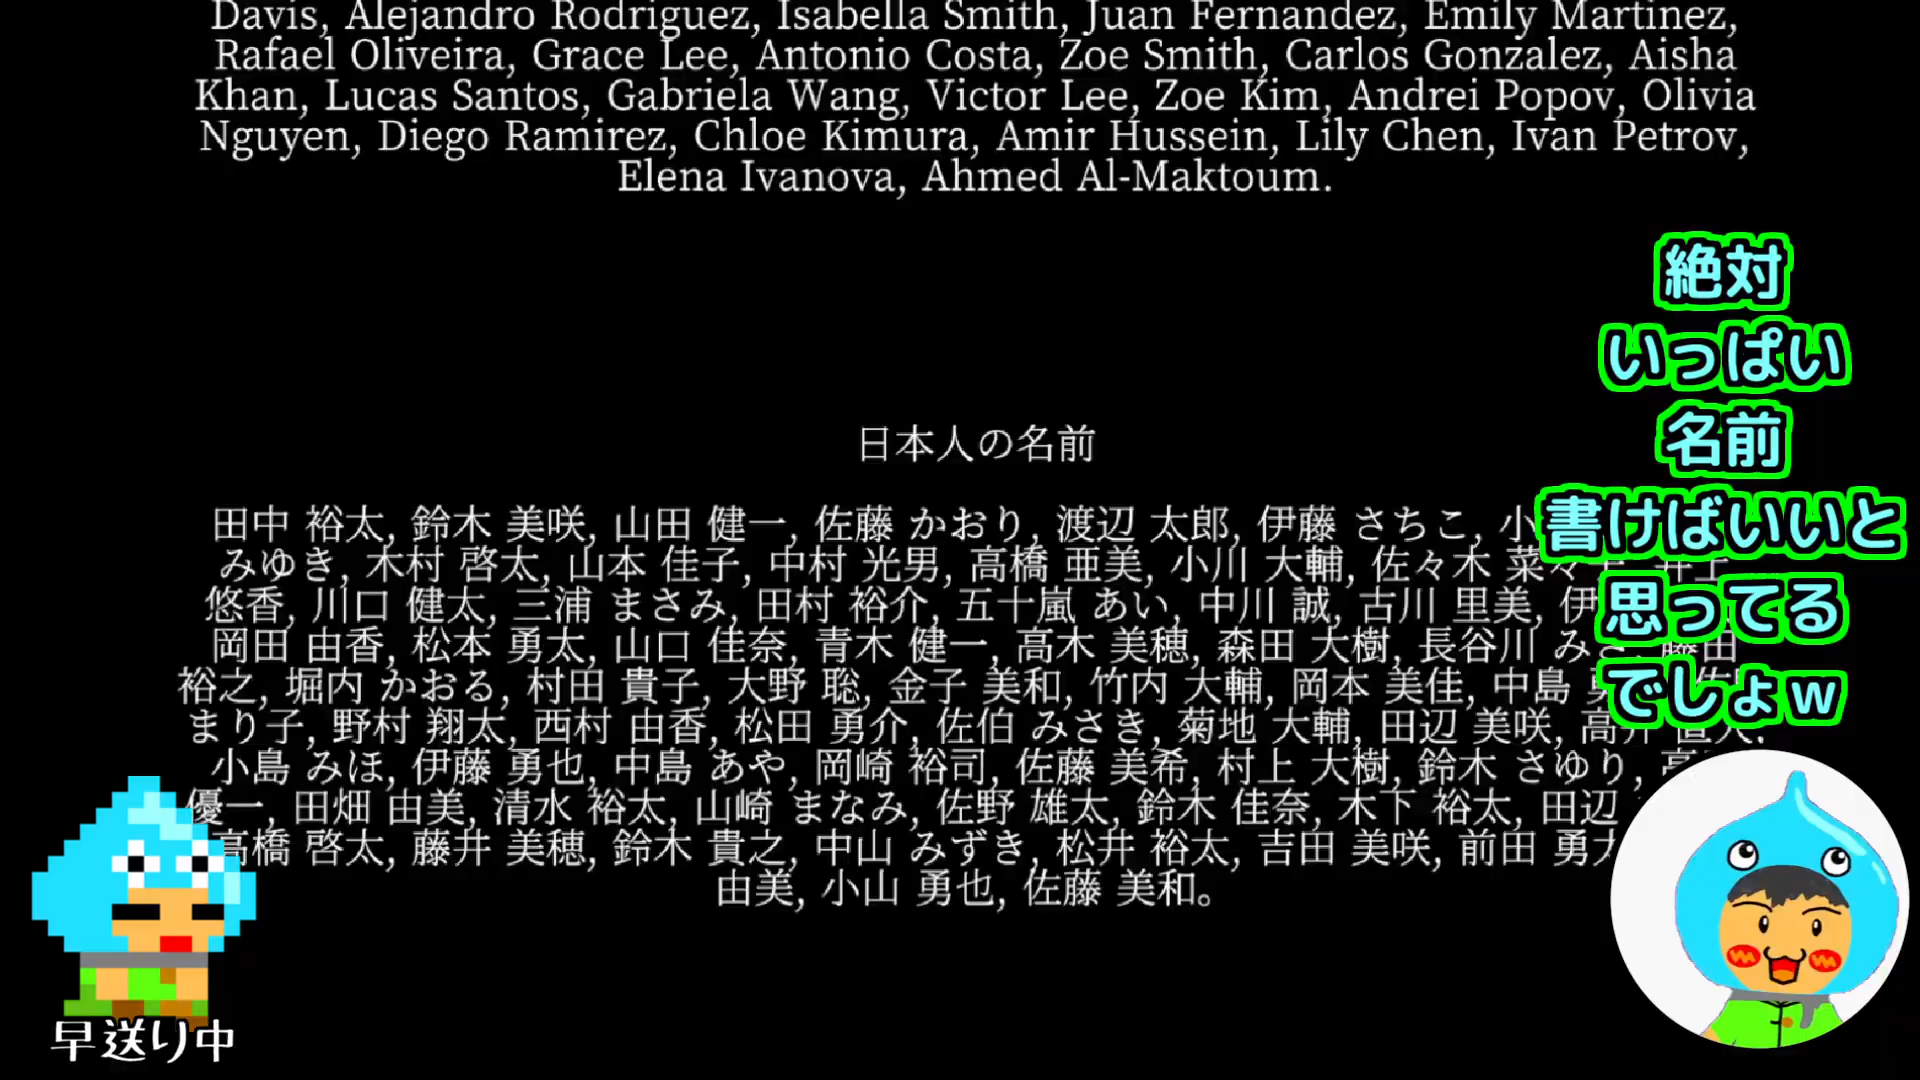 Davis, Alejandro Rodriguez, Isabella Smith, Juan Fernandez, Emily Martinez,
Rafael Oliveira, Grace Lee, Antonio Costa, Zoe Smith, Carlos Gonzalez, Aisha
Khan, Lucas Santos, Gabriela Wang, Victor Lee, Zoe Kim, Andrei Popov, Olivia
Nguyen, Diego Ramirez, Chloe Kimura, Amir Hussein, Lily Chen, Ivan Petrov,
Elena Ivanova, Ahmed Al-Maktoum.
日本人の名前
田中 裕太, 鈴木 美咲, 山田 健一, 佐藤 かおり, 渡辺 太郎, 伊藤 さちこ, 小
みゆき, 木村 啓太, 山本 佳子, 中村 光男, 高橋 亜美, 小川 大輔, 佐々木 菜々
悠香, 川口 健太, 三浦 まさみ, 田村 裕介, 五十嵐 あい, 中川 誠, 古川 里美, 伊
岡田 由香, 松本 勇太, 山口 佳奈, 青木 健一, 高木 美穂, 森田 大樹, 長谷川 み
裕之, 堀内 かおる, 村田 貴子, 大野 聡, 金子 美和, 竹内 大輔, 岡本 美佳, 中島
まり子, 野村 翔太, 西村 由香, 松田 勇介, 佐伯 みさき, 菊地 大輔, 田辺 美咲,
小島 みほ, 伊藤 勇也, 中島 あや, 岡崎 裕司, 佐藤 美希, 村上 大樹, 鈴木 さゆり,
優一, 田畑 由美, 清水 裕太, 山崎 まなみ, 佐野 雄太, 鈴木 佳奈, 木下 裕太, 田辺
高橋 啓太, 藤井 美穂, 鈴木 貴之, 中山 みずき, 松井 裕太, 吉田 美咲, 前田
由美, 小山 勇也, 佐藤 美和。
絶対
いっぱい
名前
書けばいいと
思ってる
でしょw
早送り中